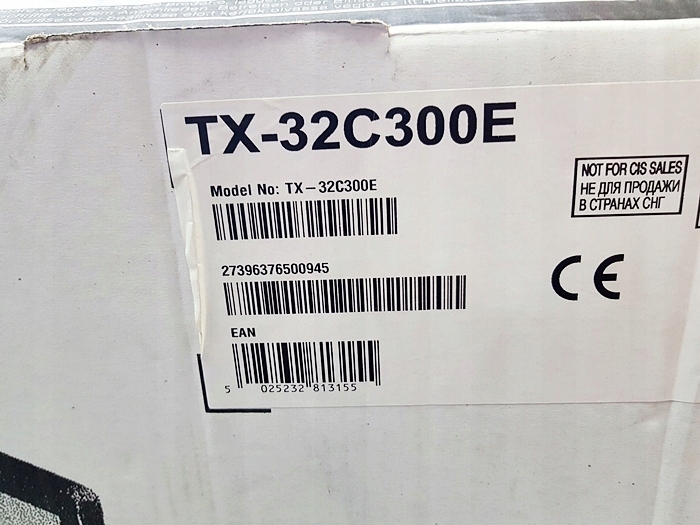 TX-32C300E
Model No: TX-32C300E
NOT FOR CIS SALES
НЕ ДЛЯ ПРОДАЖИ
В СТРАНАХ СНГ
27396376500945
CE
EAN
5 025232 813155